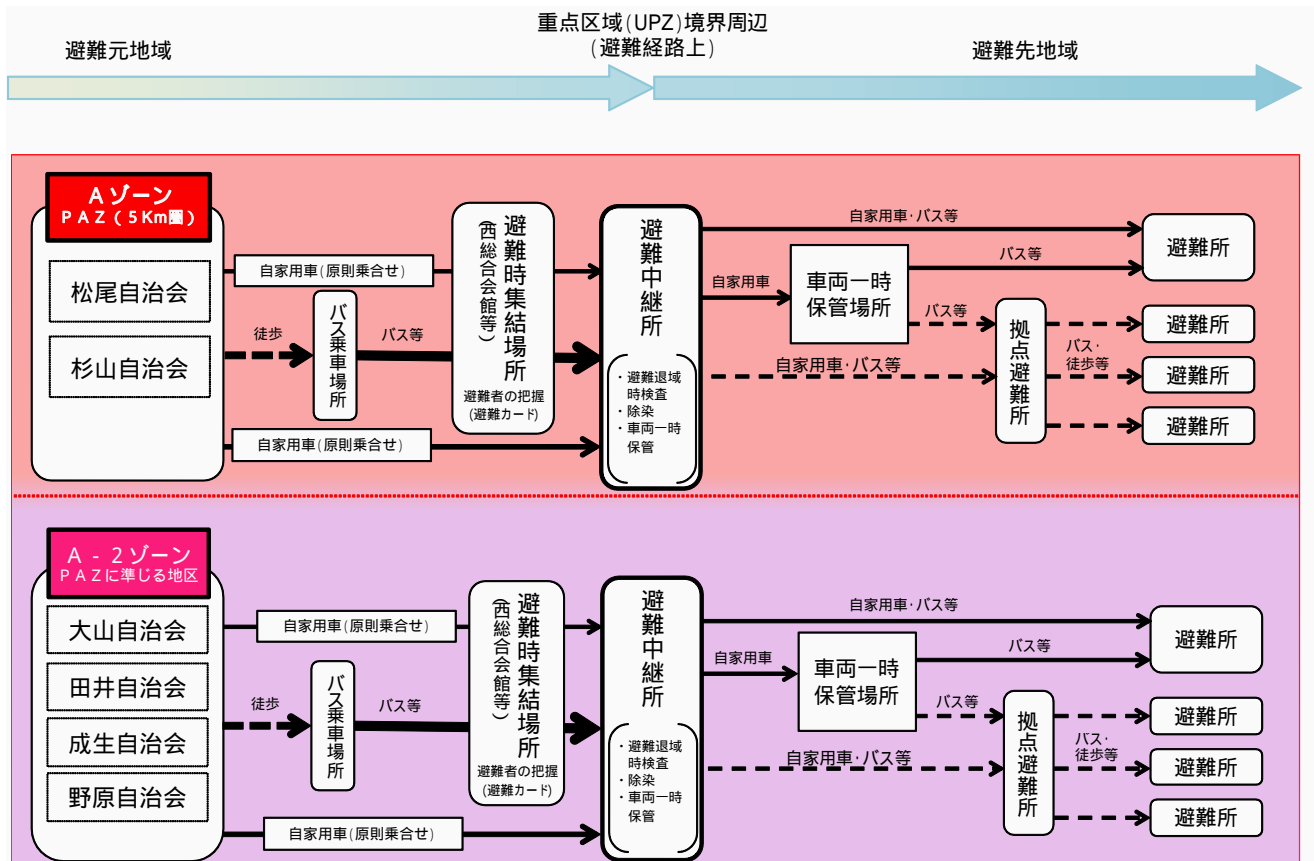 重点区域(UPZ)境界周辺
(避難経路上)
避難元地域
避難先地域
Aゾーン
PAZ(5Km圏)
松尾自治会
杉山自治会
自家用車(原則乗合せ)
徒歩
バス乗車場所
バス等
自家用車(原則乗合せ)
避難時集結場所
(西総合会館等)
避難者の把握
(避難カード)
避難中継所
・避難退域
時検査
・除染
・車両一時
保管
自家用車・バス等
自家用車
車両一時
保管場所
バス等
バス等
自家用車・バス等
拠点避難所
バス・
徒歩等
避難所
避難所
避難所
避難所
A-2ゾーン
PAZに準じる地区
大山自治会
田井自治会
成生自治会
野原自治会
自家用車(原則乗合せ)
徒歩
バス乗車場所
バス等
自家用車(原則乗合せ)
避難時集結場所
(西総合会館等)
避難者の把握
(避難カード)
避難中継所
・避難退域
時検査
・除染
・車両一時
保管
自家用車・バス等
自家用車
車両一時
保管場所
バス等
バス等
自家用車・バス等
拠点避難所
バス・
徒歩等
避難所
避難所
避難所
避難所